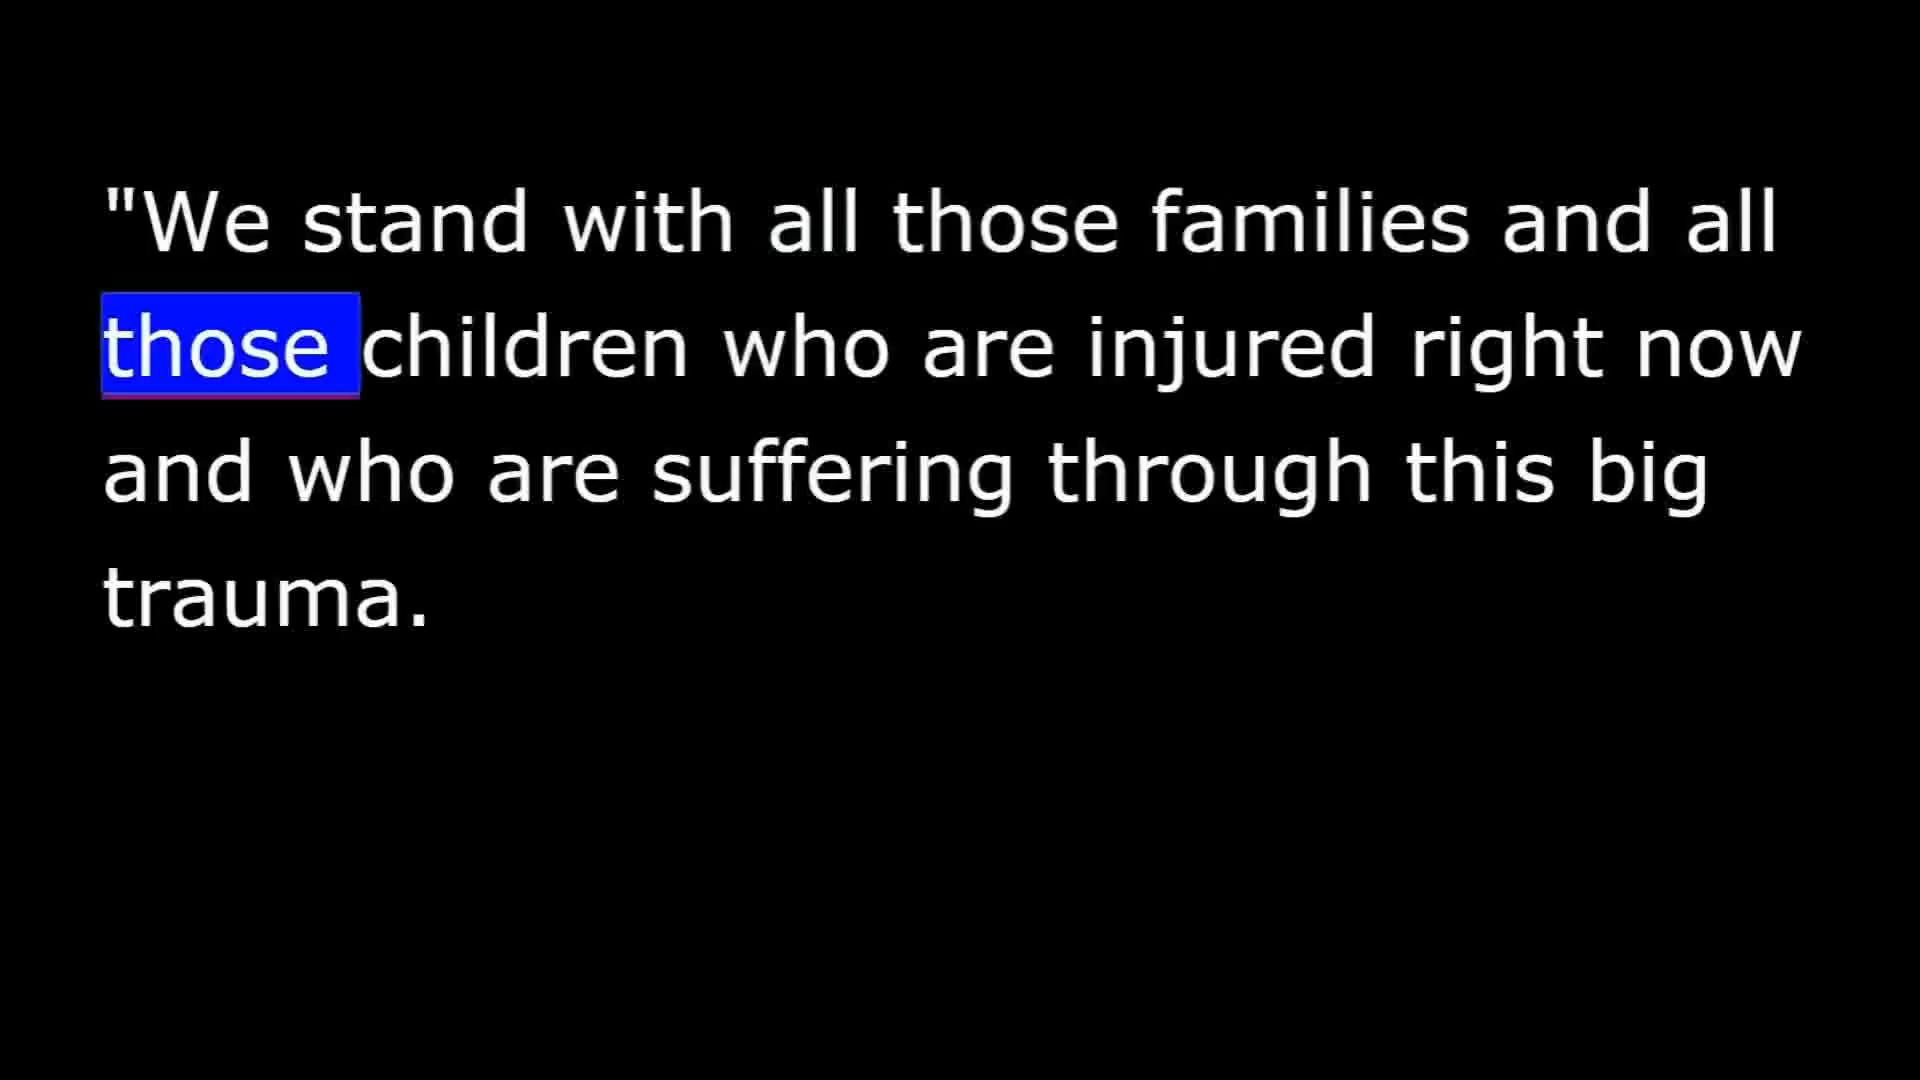 "We stand with all those families and all
those children who are injured right now
and who are suffering through this big
trauma.